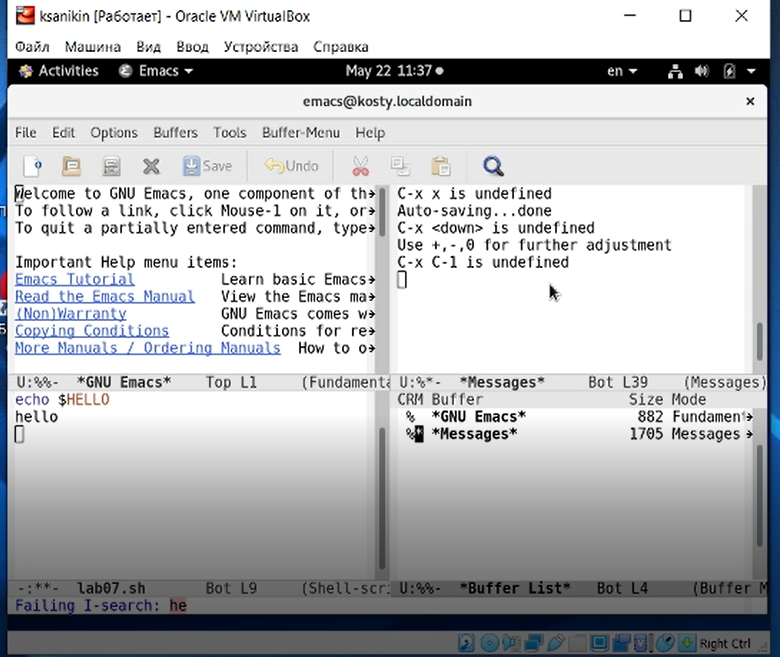 ksanikin [Работает] - Oracle VM VirtualBox
Файл Машина Вид Ввод Устройства Справка
Activities Emacs May 22 11:37 en
emacs@kosty.localdomain
File Edit Options Buffers Tools Buffer-Menu Help
Save Undo
Welcome to GNU Emacs, one component of th
To follow a link, click Mouse-1 on it, or
To quit a partially entered command, type
Important Help menu items:
Emacs Tutorial Learn basic Emacs
Read the Emacs Manual View the Emacs ma
(Non)Warranty GNU Emacs comes w
Copying Conditions Conditions for re
More Manuals / Ordering Manuals How to o
U:%%- *GNU Emacs* Top L1 (Fundamenta
C-x x is undefined
Auto-saving...done
C-x <down> is undefined
Use +,-,0 for further adjustment
C-x C-1 is undefined
U:%*- *Messages* Bot L39 (Messages)
echo $HELLO
hello
-:**- lab07.sh Bot L9 (Shell-scr
CRM Buffer Size Mode
% *GNU Emacs* 882 Fundament
%* *Messages* 1705 Messages
U:%%- *Buffer List* Bot L4 (Buffer M
Failing I-search: he
Right Ctrl